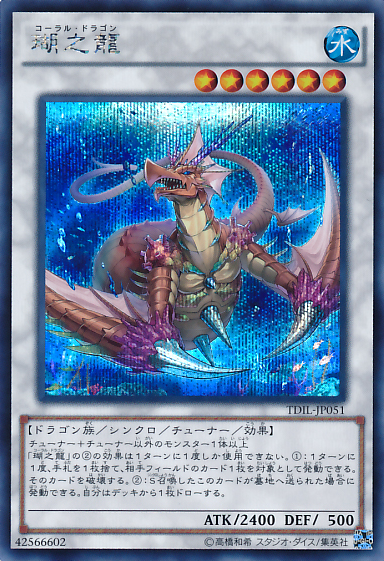 コーラル・ドラゴン
瑚之龍
水
TDIL-JP051
【ドラゴン族／シンクロ／チューナー／効果】
チューナー＋チューナー以外のモンスター1体以上
「瑚之龍」の②の効果は1ターンに1度しか使用できない。①：1ターンに
1度、手札を1枚捨て、相手フィールドのカード1枚を対象として発動できる。
そのカードを破壊する。②：S召喚したこのカードが墓地へ送られた場合
に発動できる。自分はデッキから1枚ドローする。
ATK/2400 DEF/ 500
42566602
©高橋和希 スタジオ・ダイス/集英社